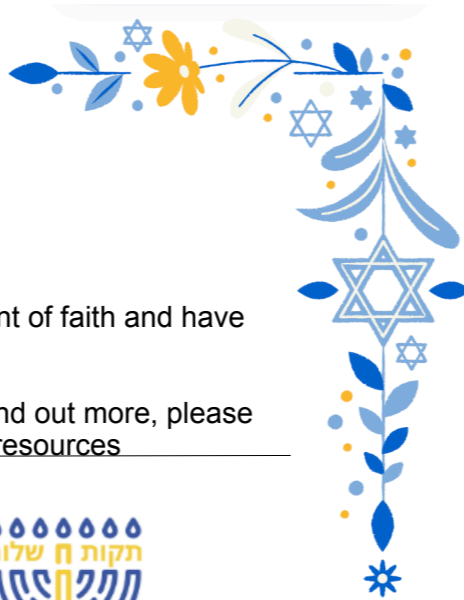 nt of faith and have
nd out more, please
resources
תקות ח שלו